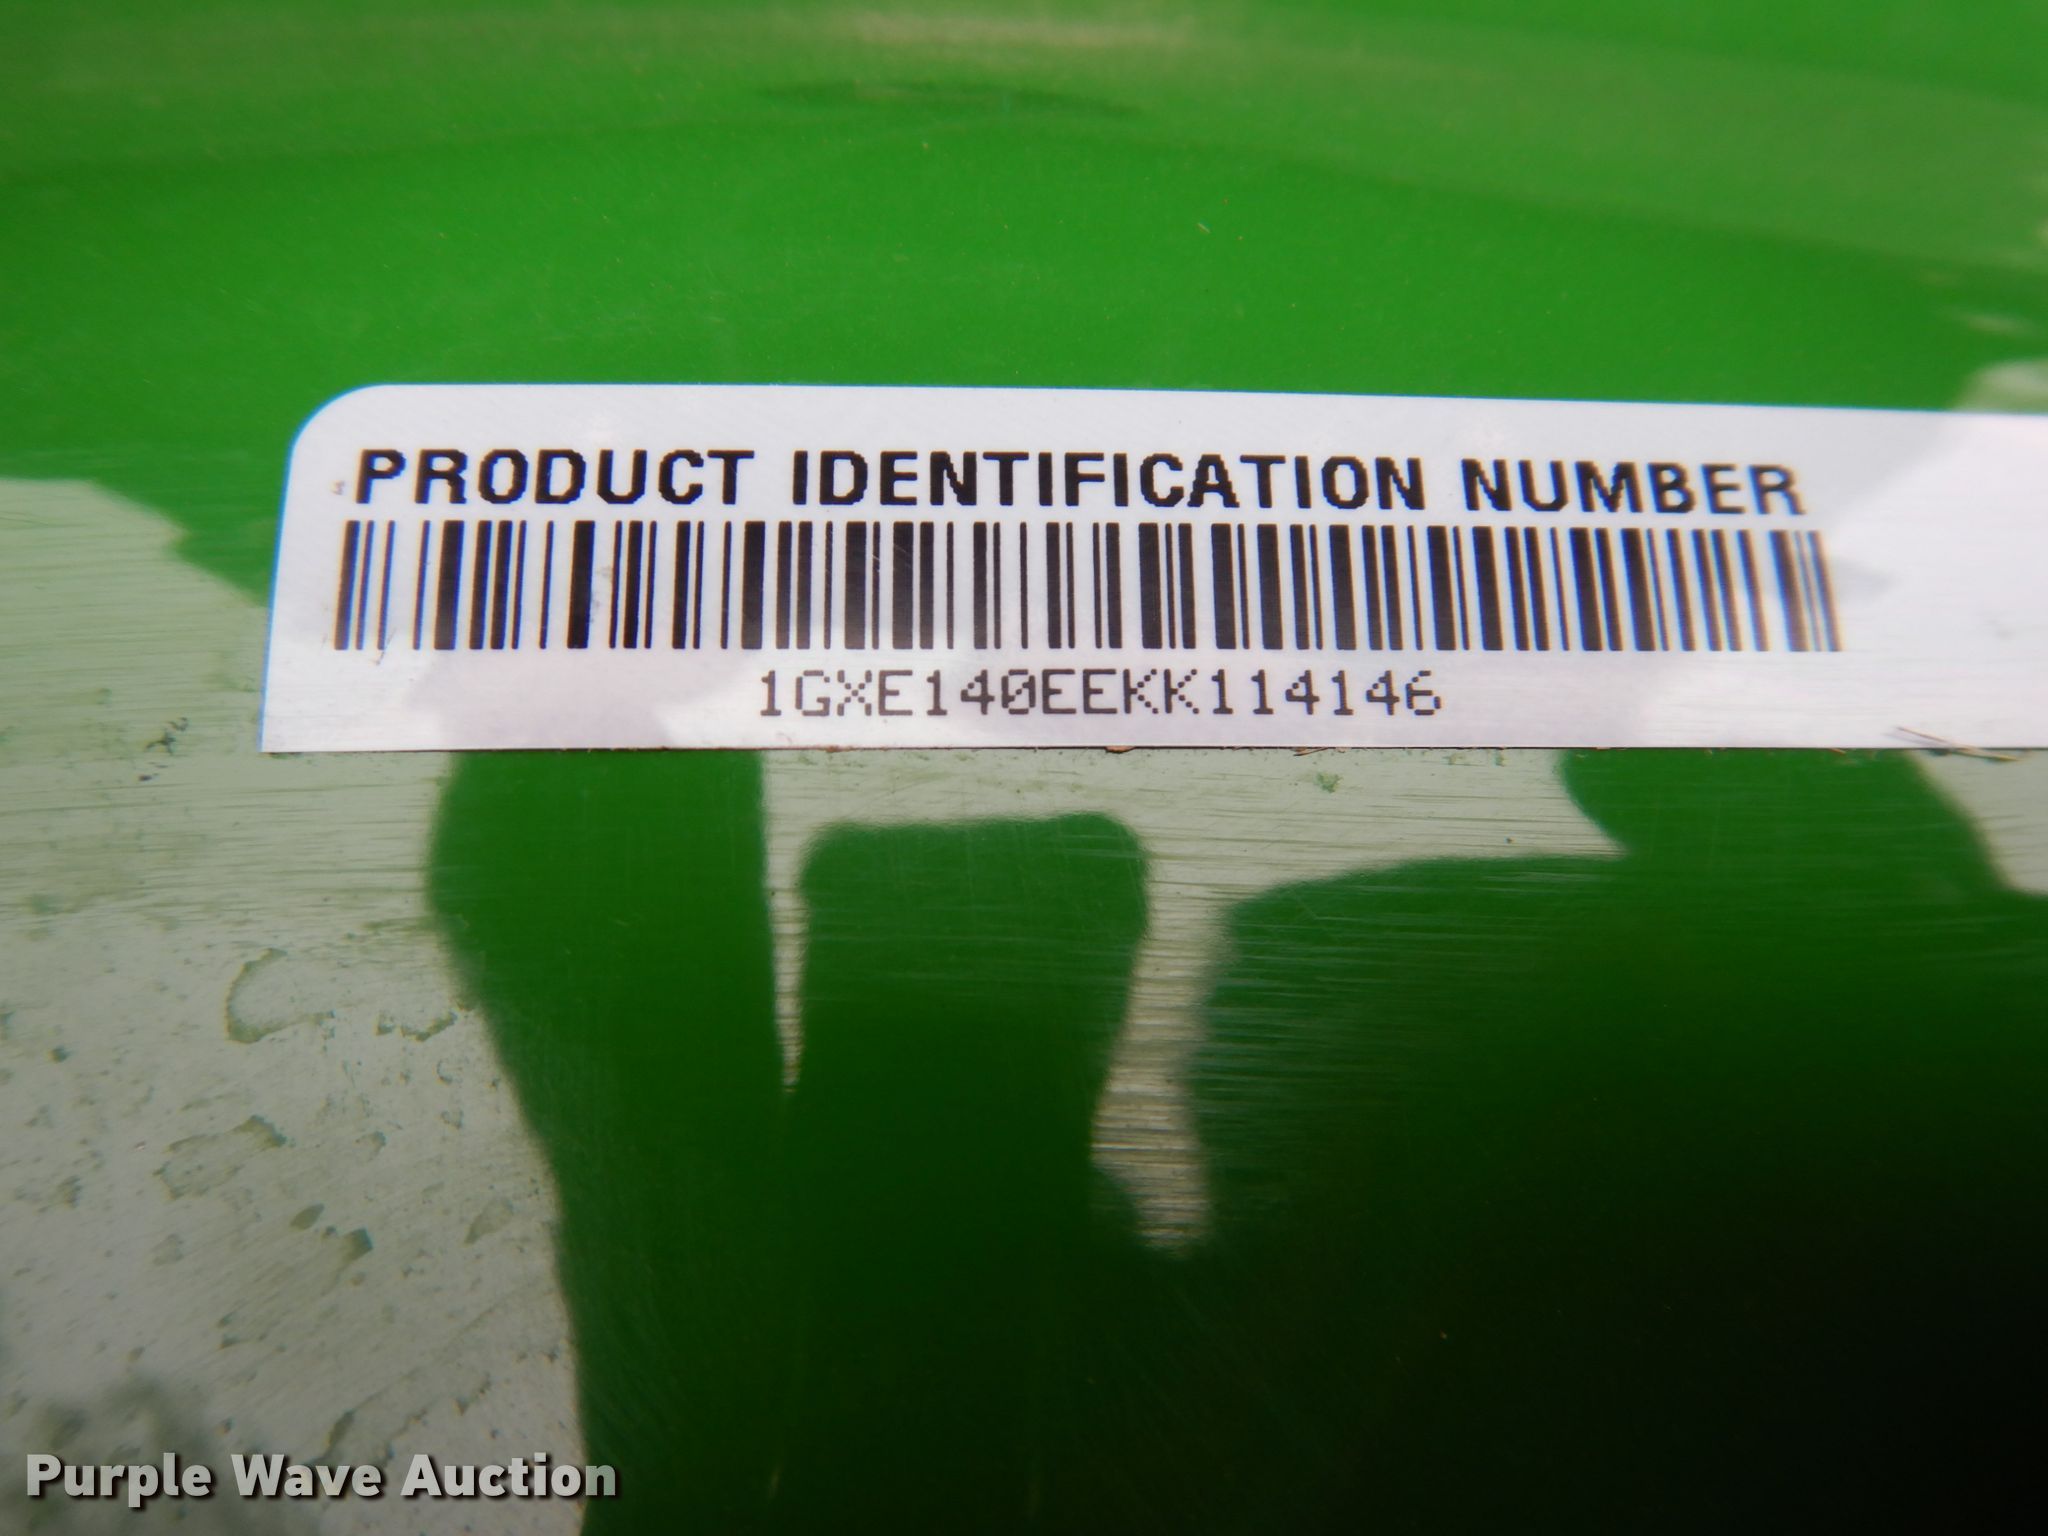 PRODUCT IDENTIFICATION NUMBER
1GXE140EEKK114146
Purple Wave Auction